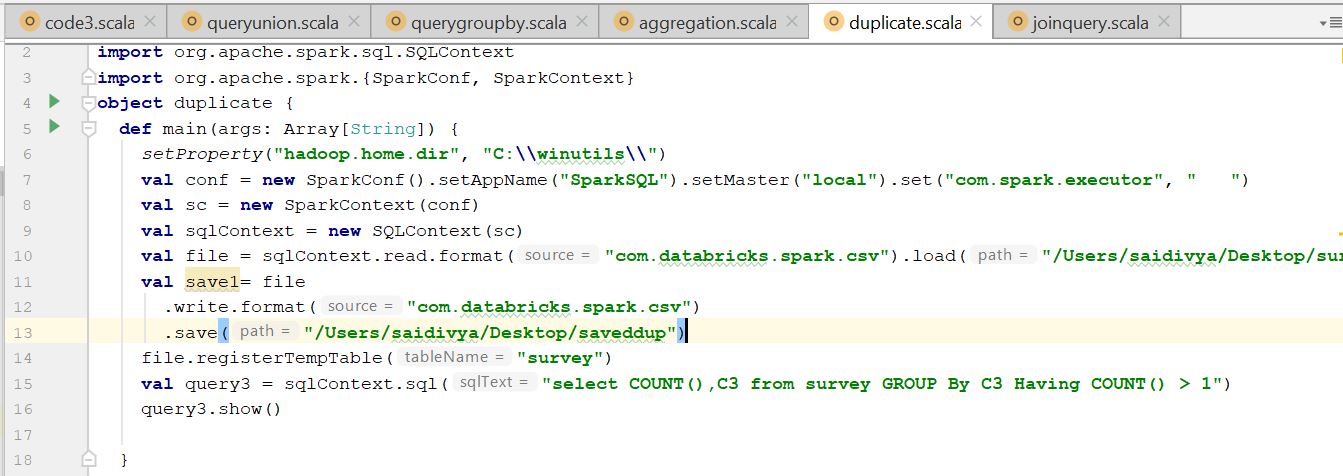 code3.scala queryunion.scala querygroupby.scala aggregation.scala duplicate.scala joinquery.scala
2 import org.apache.spark.sql.SQLContext
3 import org.apache.spark.{SparkConf, SparkContext}
4 object duplicate {
5 def main(args: Array[String]) {
6 setProperty("hadoop.home.dir", "C:\\winutils\\")
7 val conf = new SparkConf().setAppName("SparkSQL").setMaster("local").set("com.spark.executor", "   ")
8 val sc = new SparkContext(conf)
9 val sqlContext = new SQLContext(sc)
10 val file = sqlContext.read.format( source = "com.databricks.spark.csv").load( path = "/Users/saidivya/Desktop/sur
11 val save1= file
12 .write.format( source = "com.databricks.spark.csv")
13 .save( path = "/Users/saidivya/Desktop/saveddup")
14 file.registerTempTable( tableName = "survey")
15 val query3 = sqlContext.sql( sqlText = "select COUNT(),C3 from survey GROUP By C3 Having COUNT() > 1")
16 query3.show()
17
18 }